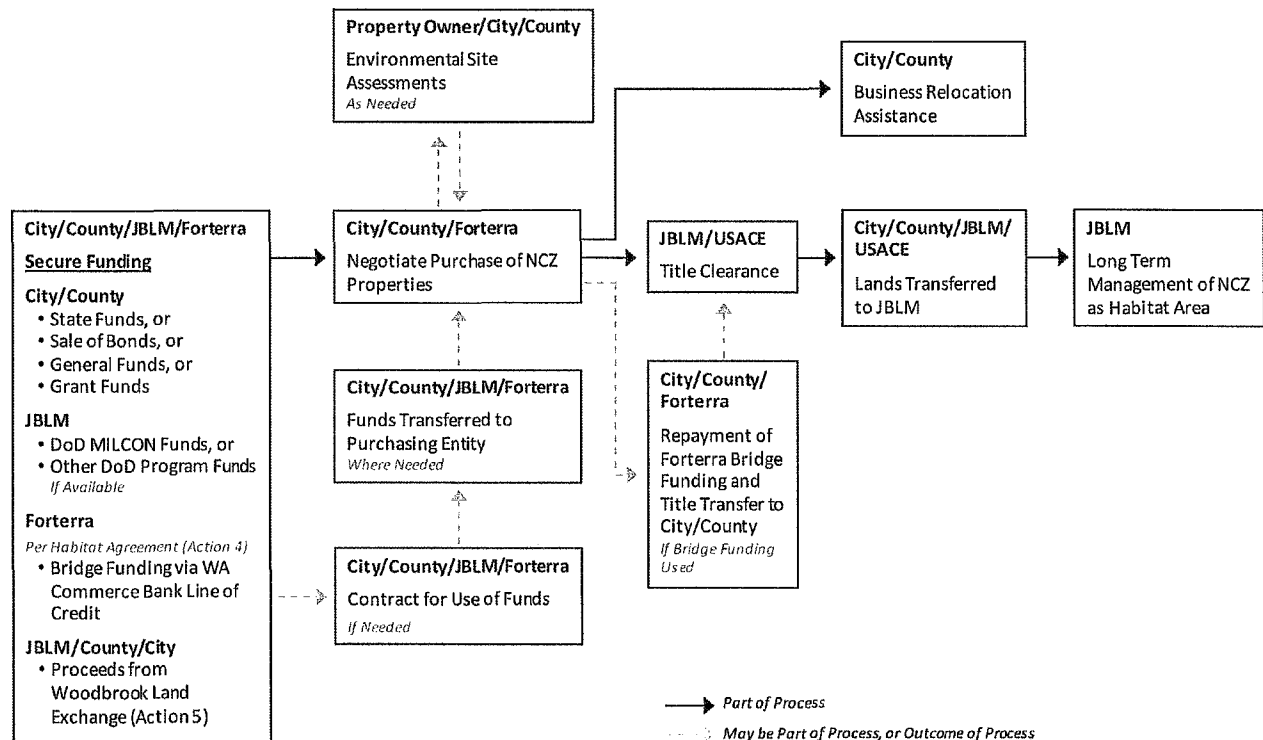 Property Owner/City/County
Environmental Site
Assessments
As Needed
City/County
Business Relocation
Assistance
City/County/JBLM/Forterra
Secure Funding
City/County
• State Funds, or
• Sale of Bonds, or
• General Funds, or
• Grant Funds
JBLM
• DoD MILCON Funds, or
• Other DoD Program Funds
If Available
Forterra
Per Habitat Agreement (Action 4)
• Bridge Funding via WA
Commerce Bank Line of
Credit
JBLM/County/City
• Proceeds from
Woodbrook Land
Exchange (Action 5)
City/County/Forterra
Negotiate Purchase of NCZ
Properties
JBLM/USACE
Title Clearance
City/County/JBLM/
USACE
Lands Transferred
to JBLM
JBLM
Long Term
Management of NCZ
as Habitat Area
City/County/JBLM/Forterra
Funds Transferred to
Purchasing Entity
Where Needed
City/County/
Forterra
Repayment of
Forterra Bridge
Funding and
Title Transfer to
City/County
If Bridge Funding
Used
City/County/JBLM/Forterra
Contract for Use of Funds
If Needed
Part of Process
May be Part of Process, or Outcome of Process